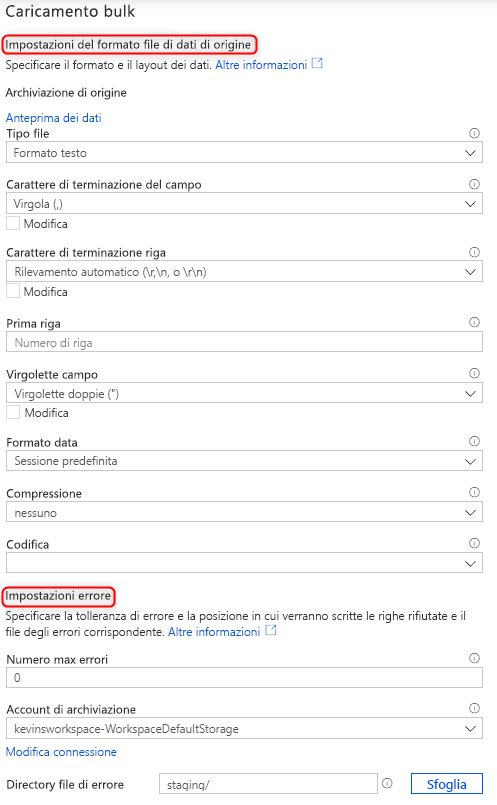 Caricamento bulk
Impostazioni del formato file di dati di origine
Specificare il formato e il layout dei dati. Altre informazioni
Archiviazione di origine
Anteprima dei dati
Tipo file
Formato testo
Carattere di terminazione del campo
Virgola (,)
Modifica
Carattere di terminazione riga
Rilevamento automatico (\r,\n, o \r\n)
Modifica
Prima riga
Numero di riga
Virgolette campo
Virgolette doppie (")
Modifica
Formato data
Sessione predefinita
Compressione
nessuno
Codifica
Impostazioni errore
Specificare la tolleranza di errore e la posizione in cui verranno scritte le righe rifiutate e il
file degli errori corrispondente. Altre informazioni
Numero max errori
0
Account di archiviazione
kevinsworkspace-WorkspaceDefaultStorage
Modifica connessione
Directory file di errore staging/ Sfoglia